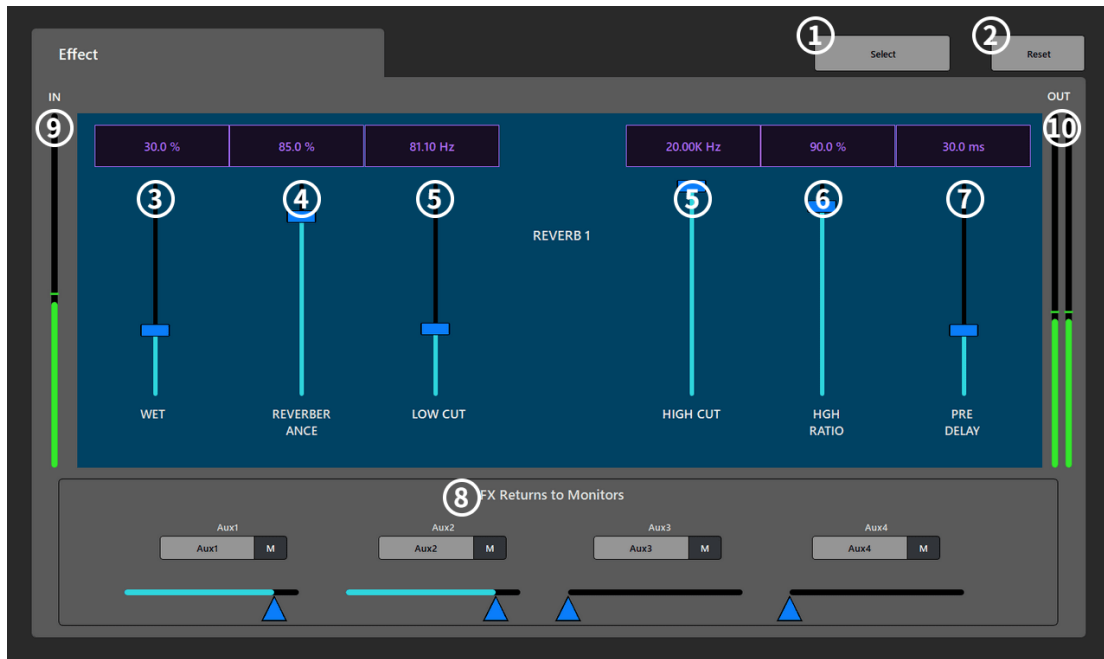 ① ②
Effect
Select
Reset
IN
OUT
⑨
⑩
30.0 %
85.0 %
81.10 Hz
20.00K Hz
90.0 %
30.0 ms
③
④
⑤
⑤
⑥
⑦
REVERB 1
WET
REVERBER
ANCE
LOW CUT
HIGH CUT
HGH
RATIO
PRE
DELAY
⑧ FX Returns to Monitors
Aux1
Aux2
Aux3
Aux4
Aux1 M
Aux2 M
Aux3 M
Aux4 M